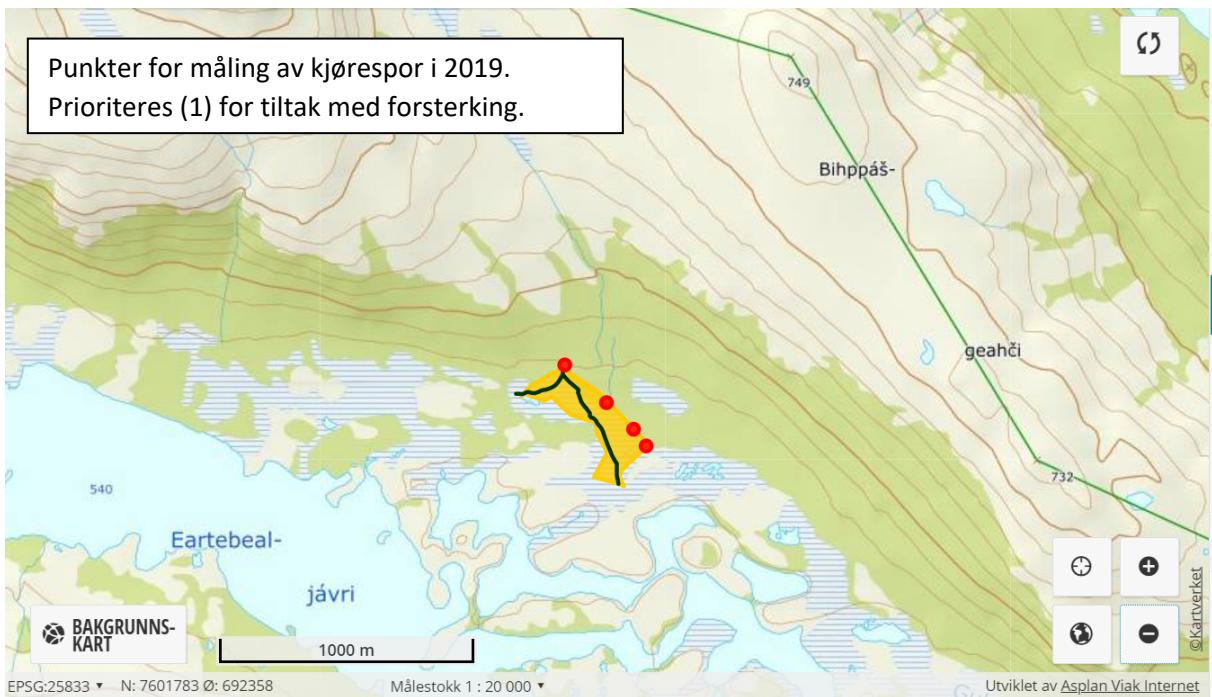 Punkter for måling av kjørespor i 2019.
Prioriteres (1) for tiltak med forsterking.
749
Bihppáš-
geahči
732
540
Eartebeal-
jávri
BAKGRUNNS-
KART
1000 m
©Kartverket
EPSG:25833 ▾ N: 7601783 Ø: 692358 Målestokk 1 : 20 000 ▾ Utviklet av Asplan Viak Internet